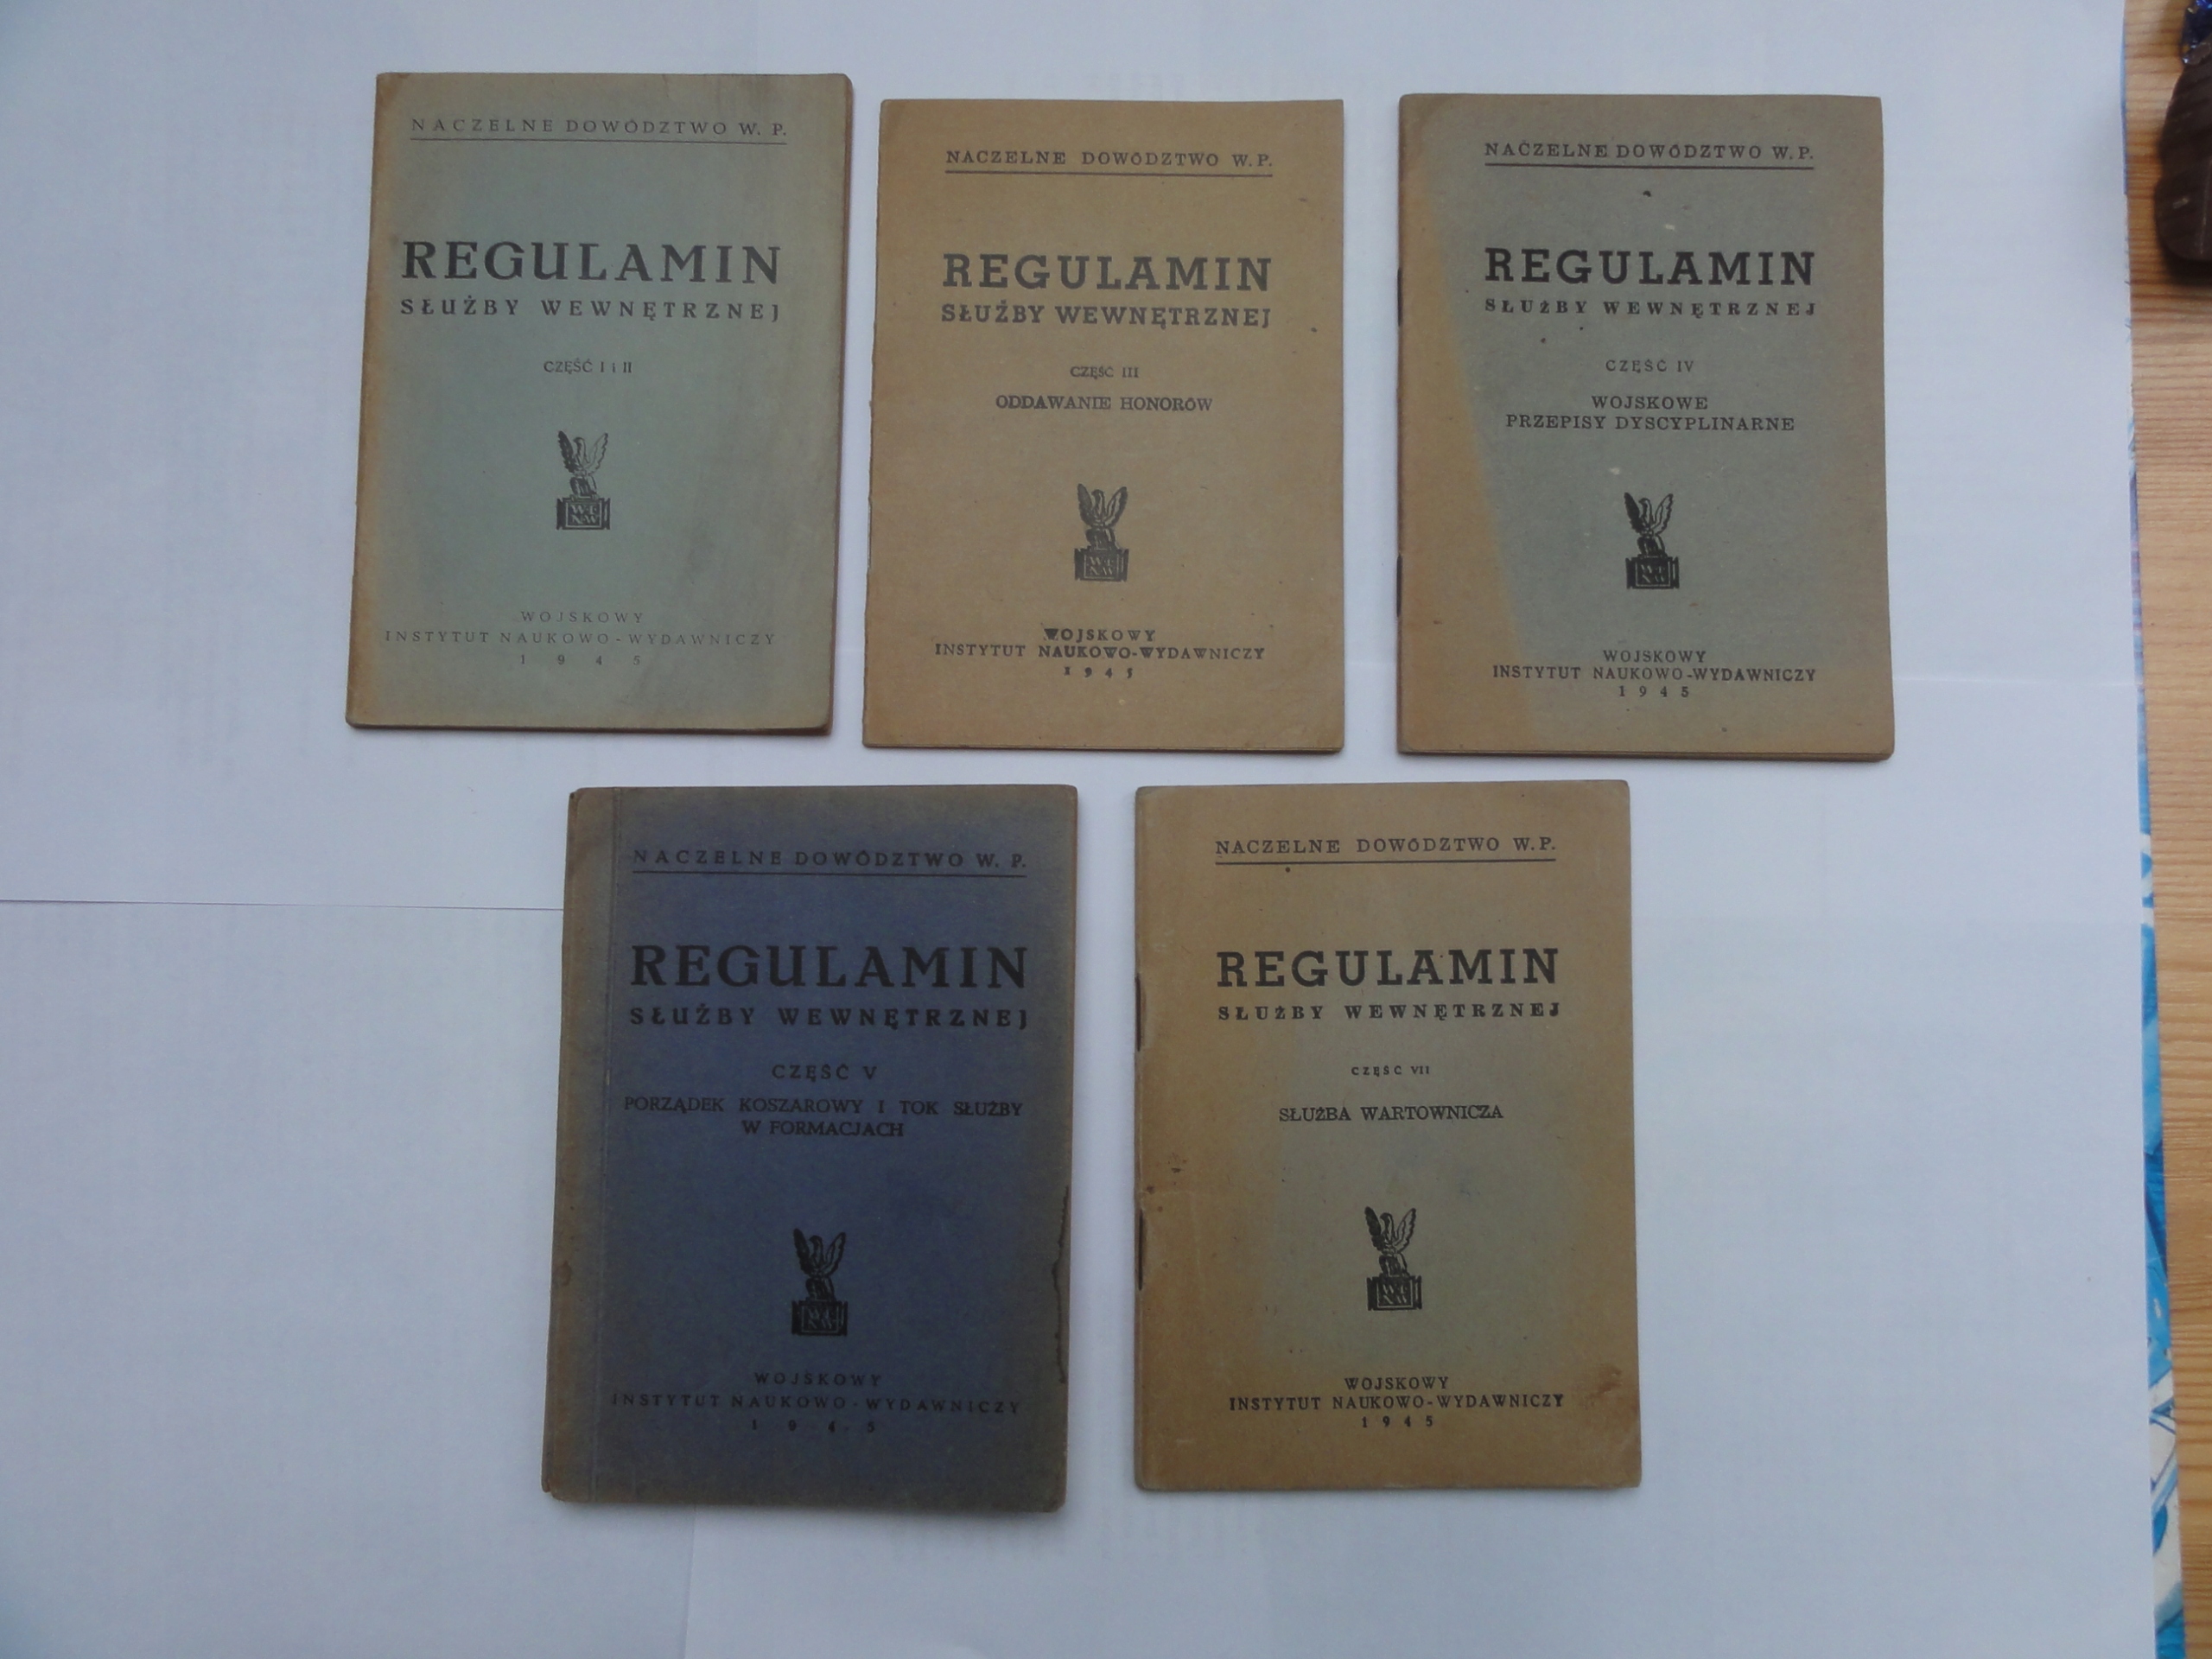 NACZELNE DOWÓDZTWO W. P.
REGULAMIN
SŁUŻBY WEWNĘTRZNEJ
CZĘŚĆ I i II
WOJSKOWY
INSTYTUT NAUKOWO-WYDAWNICZY
1945
NACZELNE DOWÓDZTWO W. P.
REGULAMIN
SŁUŻBY WEWNĘTRZNEJ
CZĘŚĆ III
ODDAWANIE HONORÓW
WOJSKOWY
INSTYTUT NAUKOWO-WYDAWNICZY
1945
NACZELNE DOWÓDZTWO W. P.
REGULAMIN
SŁUŻBY WEWNĘTRZNEJ
CZĘŚĆ IV
WOJSKOWE
PRZEPISY DYSCYPLINARNE
WOJSKOWY
INSTYTUT NAUKOWO-WYDAWNICZY
1945
NACZELNE DOWÓDZTWO W. P.
REGULAMIN
SŁUŻBY WEWNĘTRZNEJ
CZĘŚĆ V
PORZĄDEK KOSZAROWY I TOK SŁUŻBY
W FORMACJACH
WOJSKOWY
INSTYTUT NAUKOWO-WYDAWNICZY
1945
NACZELNE DOWÓDZTWO W. P.
REGULAMIN
SŁUŻBY WEWNĘTRZNEJ
CZĘŚĆ VII
SŁUŻBA WARTOWNICZA
WOJSKOWY
INSTYTUT NAUKOWO-WYDAWNICZY
1945